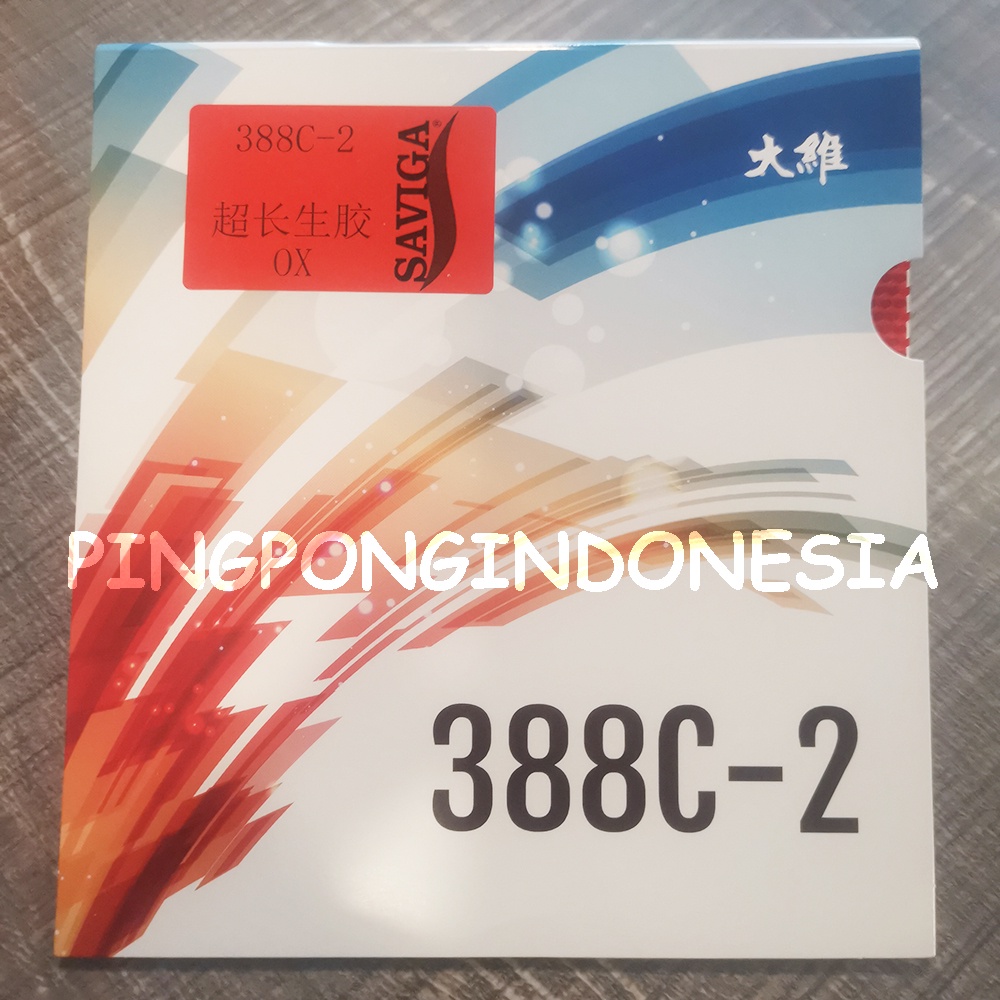 388C-2
超长生胶
OX
SAVIGA®
大維
PINGPONGINDONESIA
388C-2